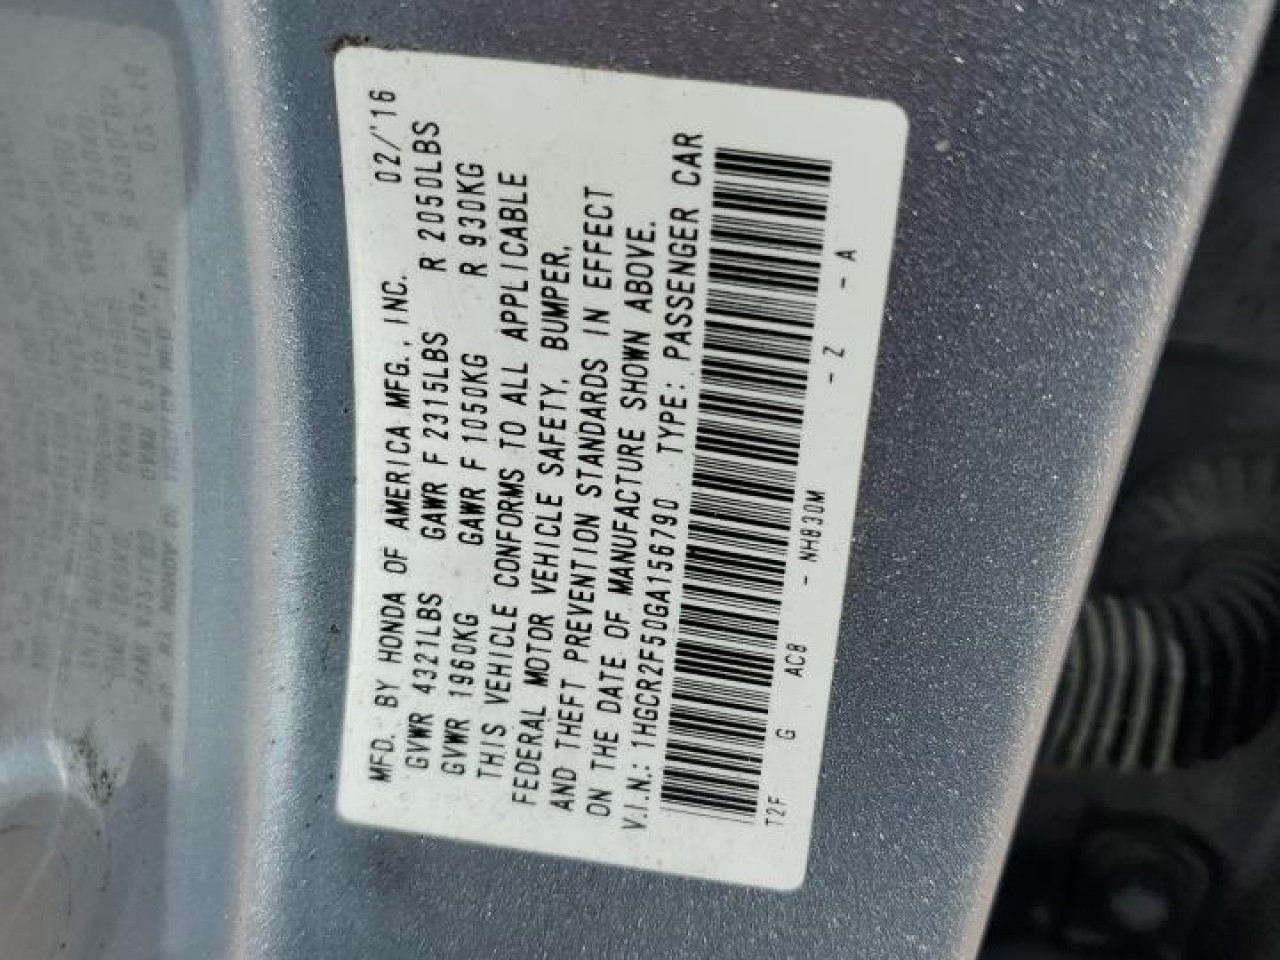 MFD. BY HONDA OF AMERICA MFG., INC. 02/'16
GVWR 4321LBS GAWR F 2315LBS R 2050LBS
GVWR 1960KG GAWR F 1050KG R 930KG
THIS VEHICLE CONFORMS TO ALL APPLICABLE
FEDERAL MOTOR VEHICLE SAFETY, BUMPER,
AND THEFT PREVENTION STANDARDS IN EFFECT
ON THE DATE OF MANUFACTURE SHOWN ABOVE.
V.I.N.: 1HGCR2F50GA156790 TYPE: PASSENGER CAR
T2F G AC8 - NH830M - Z - A